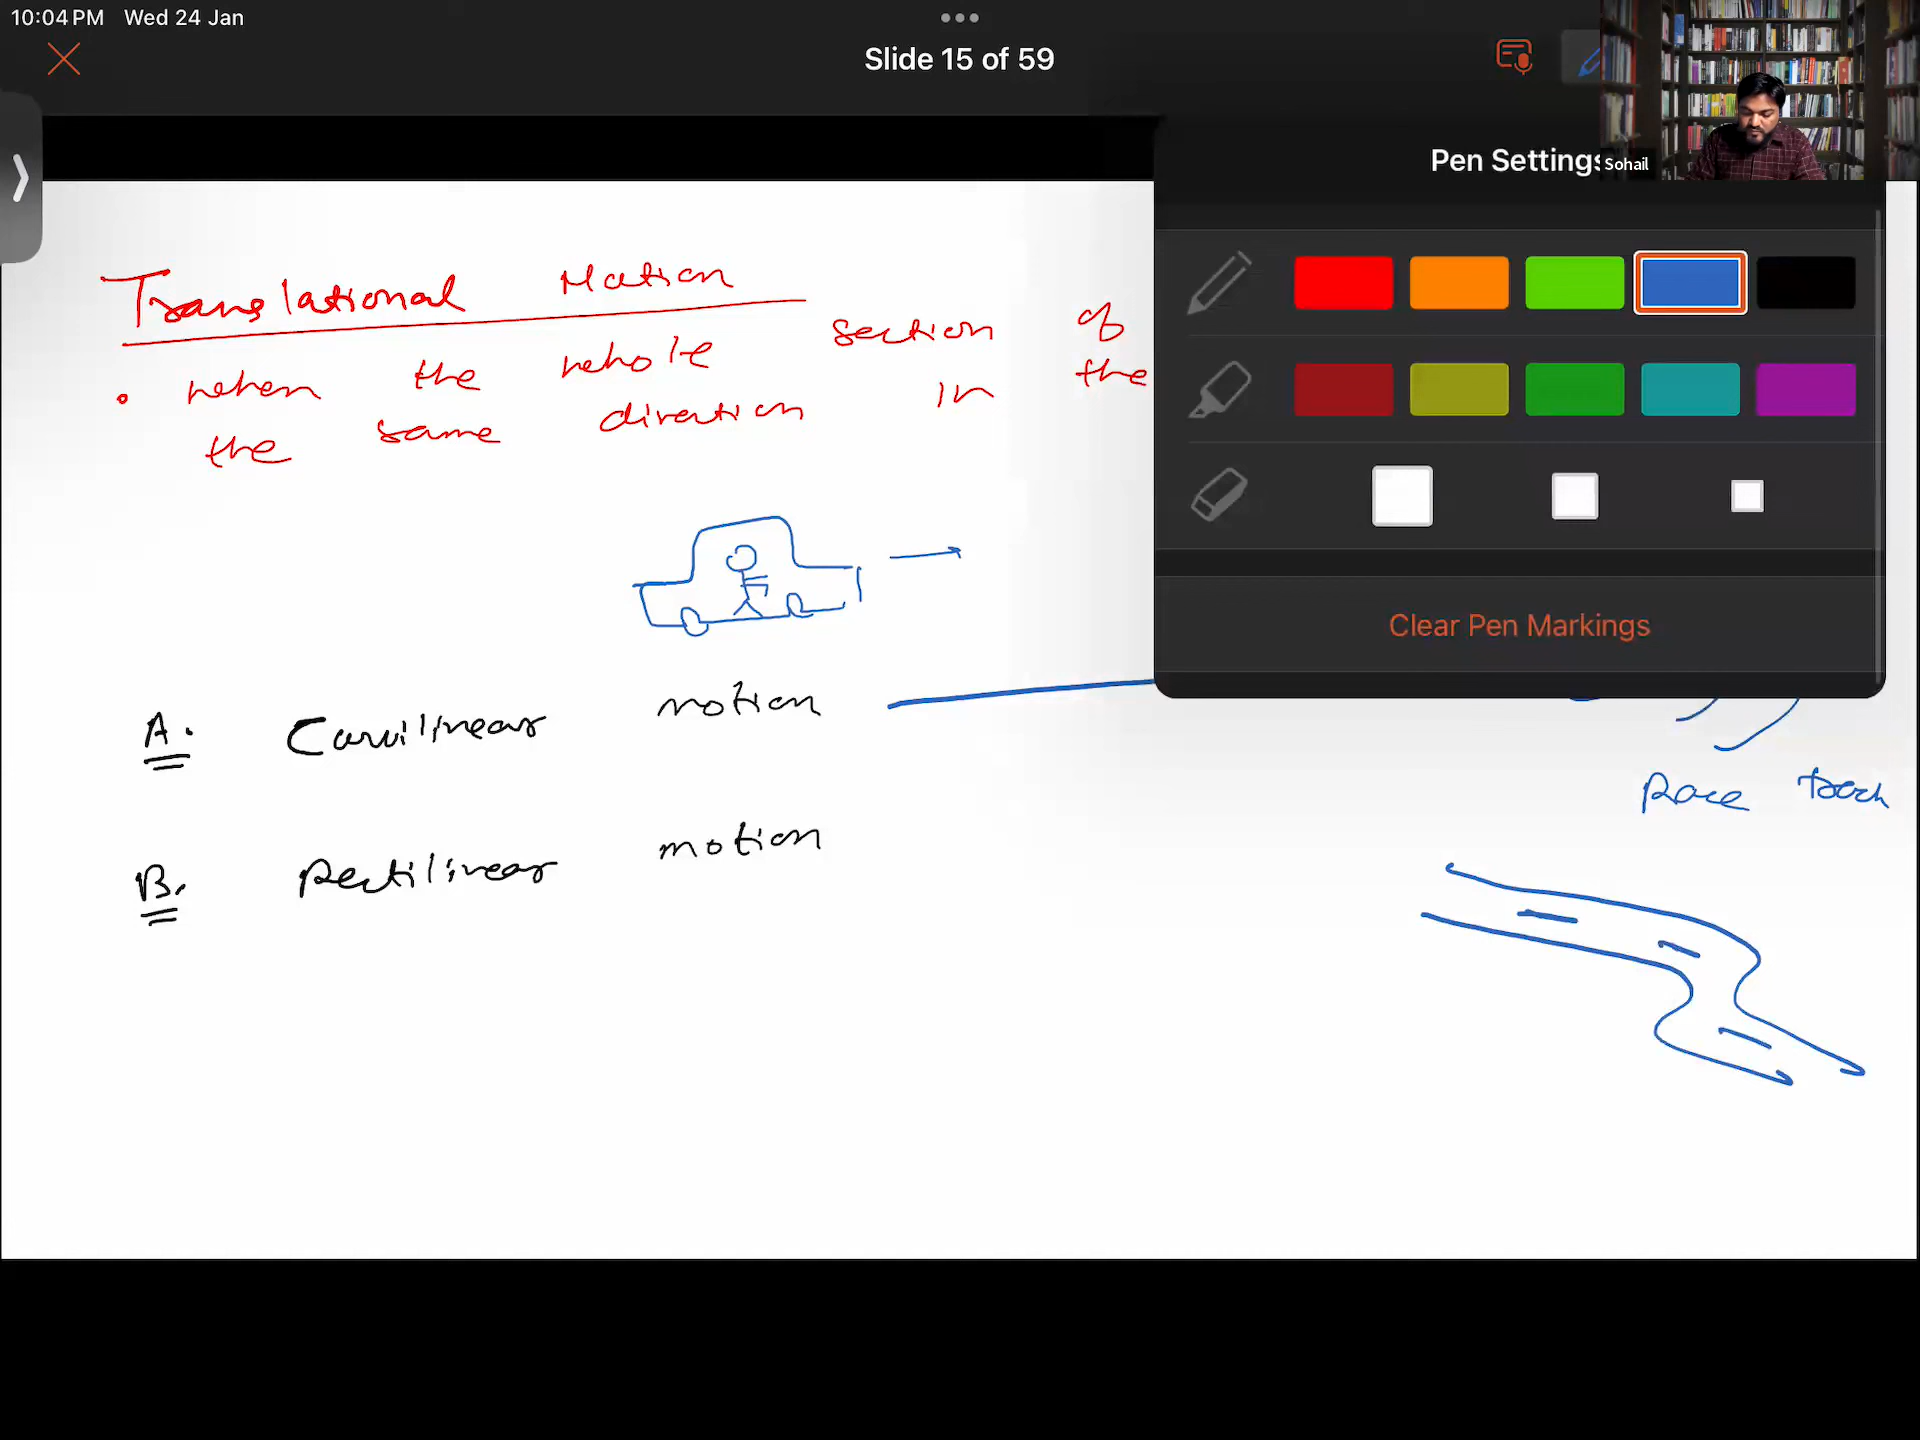 10:04 PM Wed 24 Jan
Slide 15 of 59
Pen Settings
Sohail
Translational Motion
• when the whole section of
the same direction in the
Clear Pen Markings
A. Curvilinear motion
Race track
B. Rectilinear motion